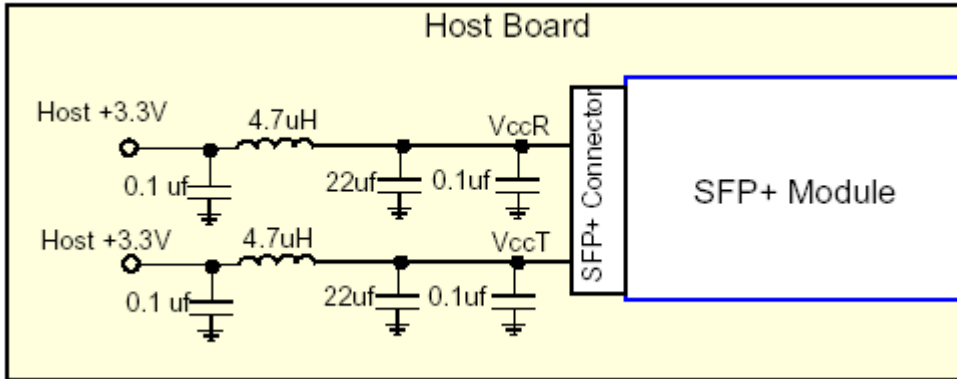 Host Board
Host +3.3V
4.7uH
VccR
0.1 uf
22uf
0.1uf
Host +3.3V
4.7uH
VccT
0.1 uf
22uf
0.1uf
SFP+ Connector
SFP+ Module